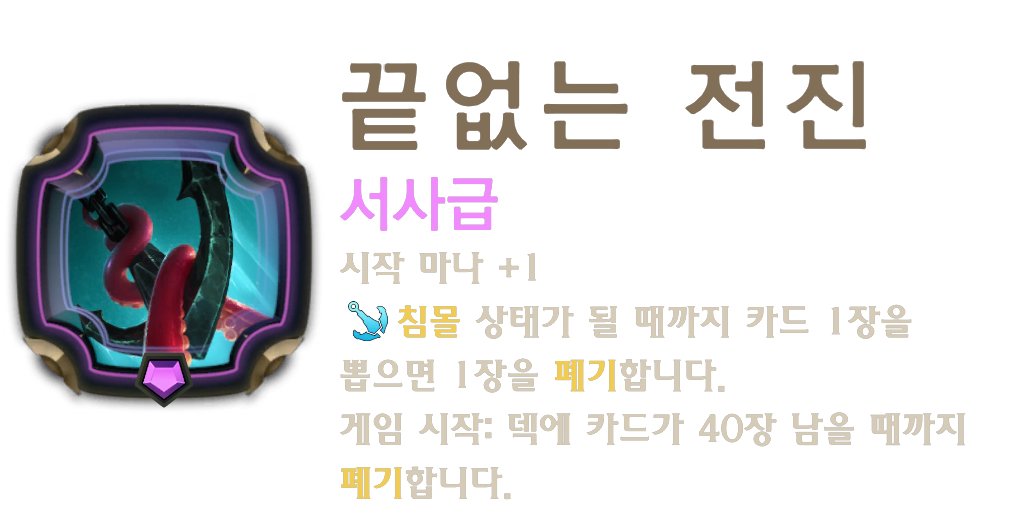 끝없는 전진
서사급
시작 마나 +1
침몰 상태가 될 때까지 카드 1장을
뽑으면 1장을 폐기합니다.
게임 시작: 덱에 카드가 40장 남을 때까지
폐기합니다.